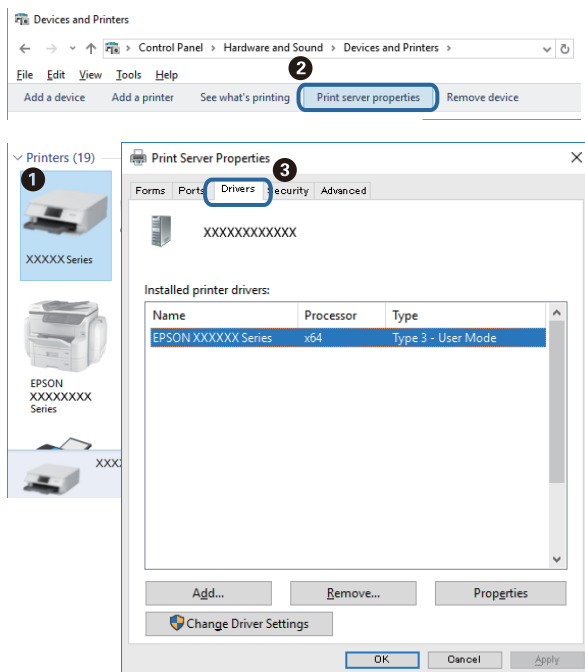 Devices and Printers
Control Panel > Hardware and Sound > Devices and Printers >
File Edit View Tools Help
2
Add a device Add a printer See what's printing Print server properties Remove device
Printers (19)
1
XXXXX Series
EPSON
XXXXXXXX
Series
XXX
Print Server Properties
3
Forms Ports Drivers ecurity Advanced
XXXXXXXXXXXX
Installed printer drivers:
Name Processor Type
EPSON XXXXXX Series x64 Type 3 - User Mode
Add... Remove... Properties
Change Driver Settings
OK Cancel Apply